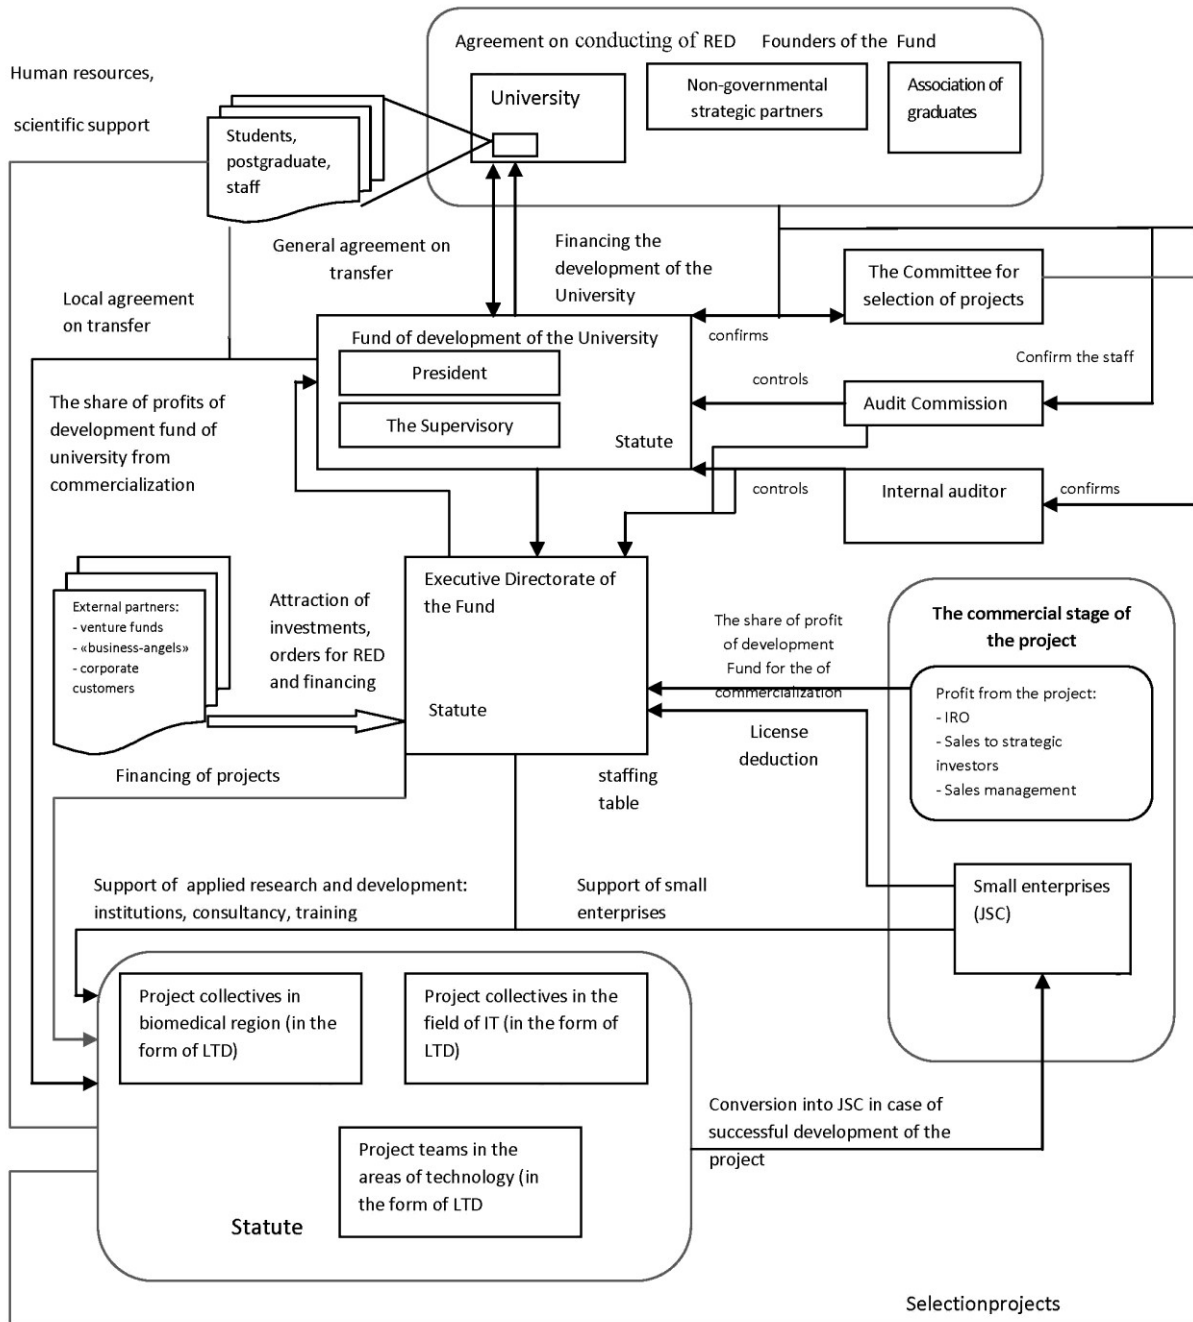 Agreement on conducting of RED Founders of the Fund
Human resources,
scientific support
University
Non-governmental
strategic partners
Association of
graduates
Students,
postgraduate,
staff
General agreement on
transfer
Financing the
development of the
University
The Committee for
selection of projects
Local agreement
on transfer
Fund of development of the University
President
The Supervisory
Statute
confirms
Confirm the staff
controls
Audit Commission
The share of profits of
development fund of
university from
commercialization
controls
Internal auditor
confirms
External partners:
- venture funds
- «business-angels»
- corporate
customers
Attraction of
investments,
orders for RED
and financing
Executive Directorate of
the Fund
Statute
The share of profit
of development
Fund for the of
commercialization
License
deduction
The commercial stage of
the project
Profit from the project:
- IRO
- Sales to strategic
investors
- Sales management
Financing of projects
staffing
table
Support of applied research and development:
institutions, consultancy, training
Support of small
enterprises
Small enterprises
(JSC)
Project collectives in
biomedical region (in the
form of LTD)
Project collectives in the
field of IT (in the form of
LTD)
Project teams in the
areas of technology (in
the form of LTD
Statute
Conversion into JSC in case of
successful development of the
project
Selectionprojects